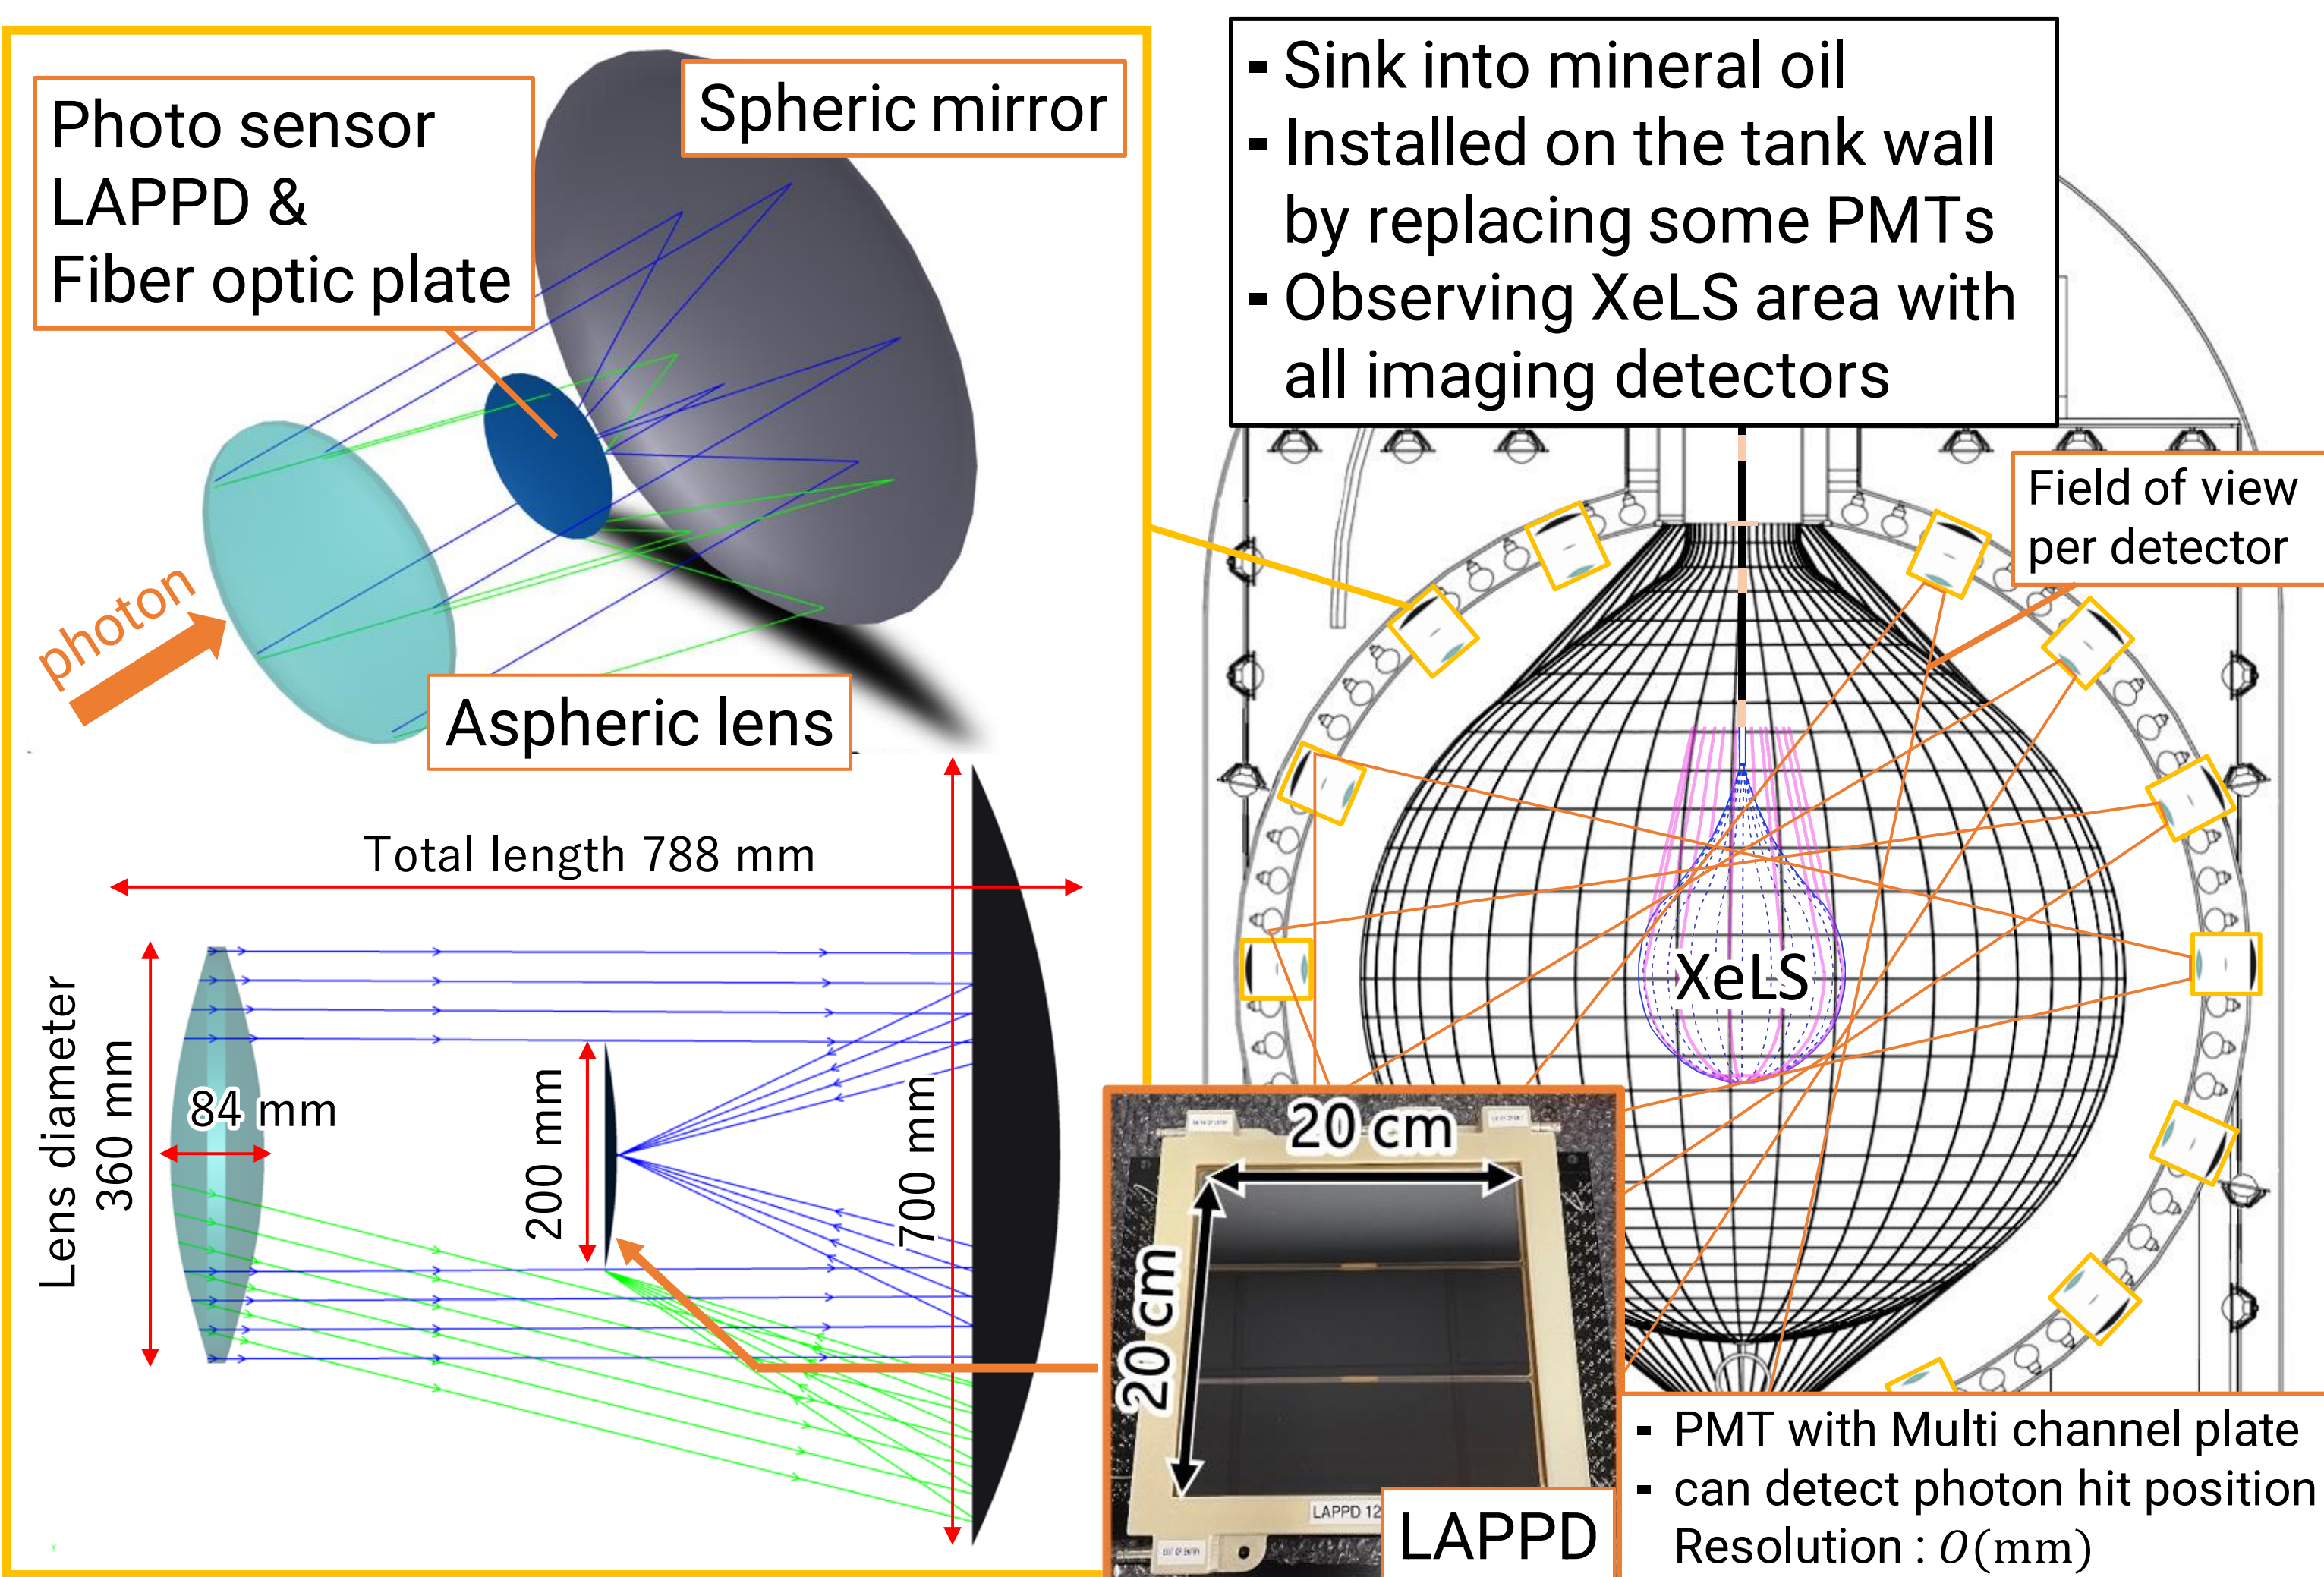 Photo sensor
LAPPD &
Fiber optic plate
Spheric mirror
photon
Aspheric lens
Total length 788 mm
Lens diameter
360 mm
84 mm
200 mm
700 mm
- Sink into mineral oil
- Installed on the tank wall
by replacing some PMTs
- Observing XeLS area with
all imaging detectors
Field of view
per detector
XeLS
20 cm
20 cm
LAPPD 12
LAPPD
- PMT with Multi channel plate
- can detect photon hit position
Resolution : O(mm)